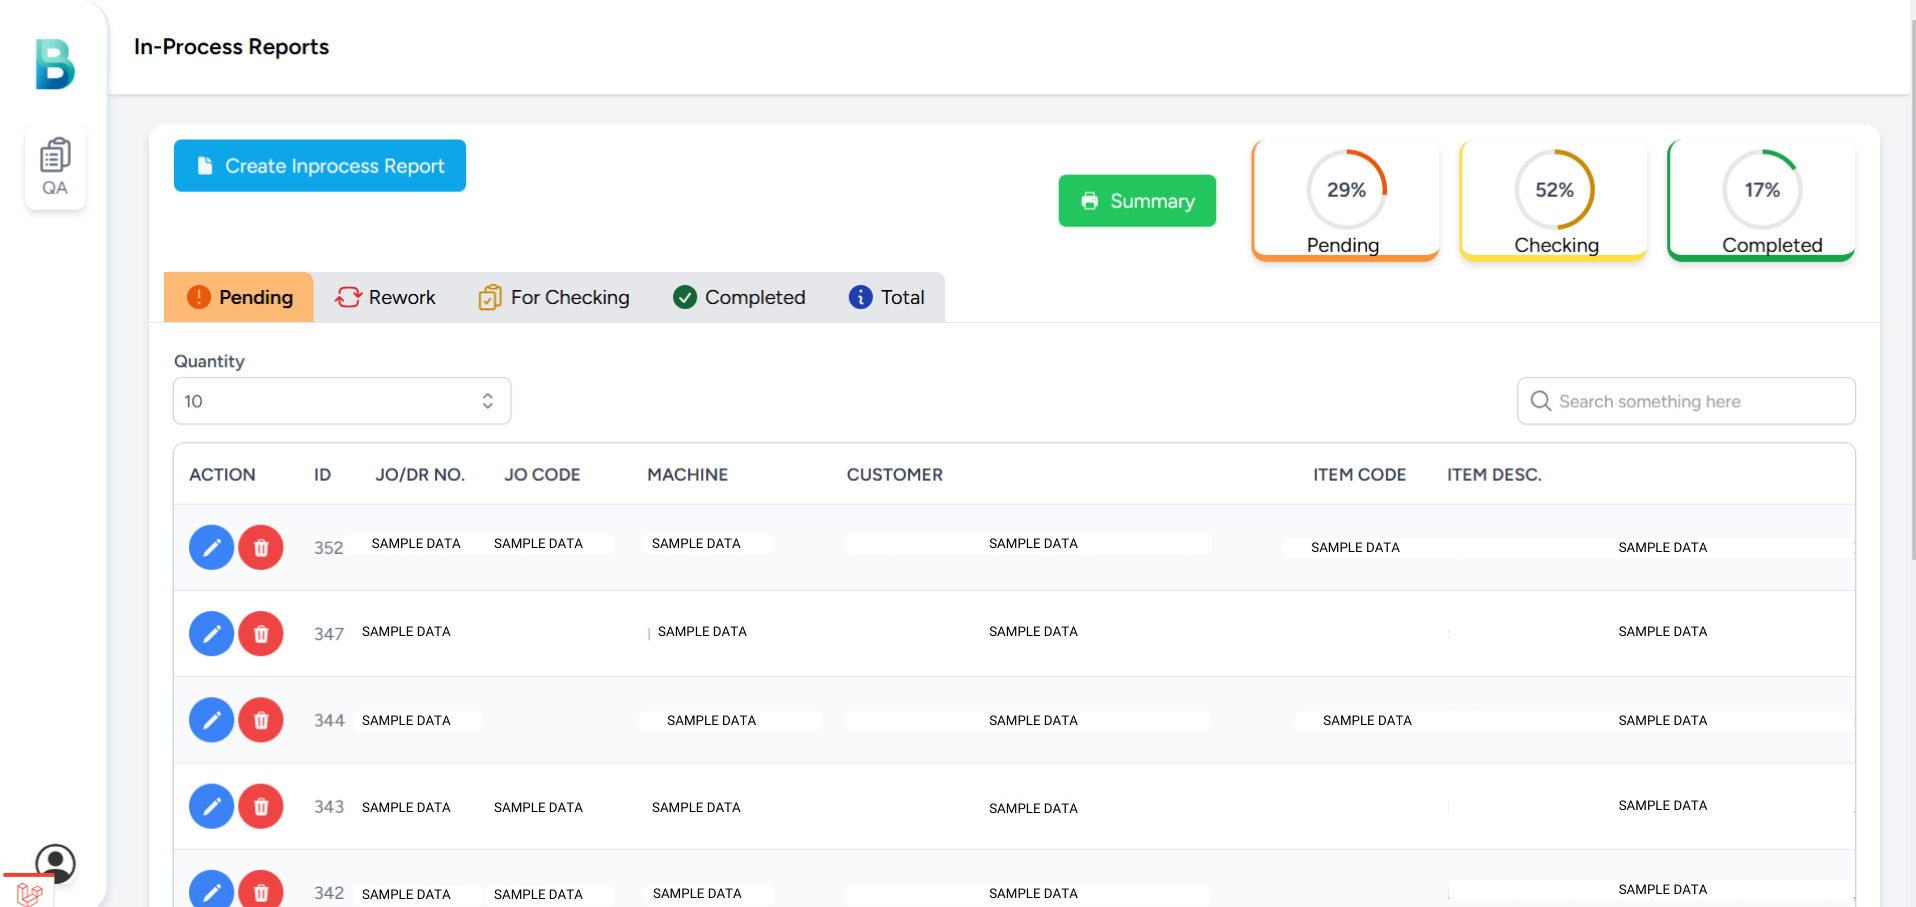 In-Process Reports
QA
Create Inprocess Report
Summary
29%
Pending
52%
Checking
17%
Completed
Pending Rework For Checking Completed Total
Quantity
10
Search something here
ACTION ID JO/DR NO. JO CODE MACHINE CUSTOMER ITEM CODE ITEM DESC.
352 SAMPLE DATA SAMPLE DATA SAMPLE DATA SAMPLE DATA SAMPLE DATA SAMPLE DATA
347 SAMPLE DATA SAMPLE DATA SAMPLE DATA SAMPLE DATA
344 SAMPLE DATA SAMPLE DATA SAMPLE DATA SAMPLE DATA SAMPLE DATA
343 SAMPLE DATA SAMPLE DATA SAMPLE DATA SAMPLE DATA SAMPLE DATA
342 SAMPLE DATA SAMPLE DATA SAMPLE DATA SAMPLE DATA SAMPLE DATA